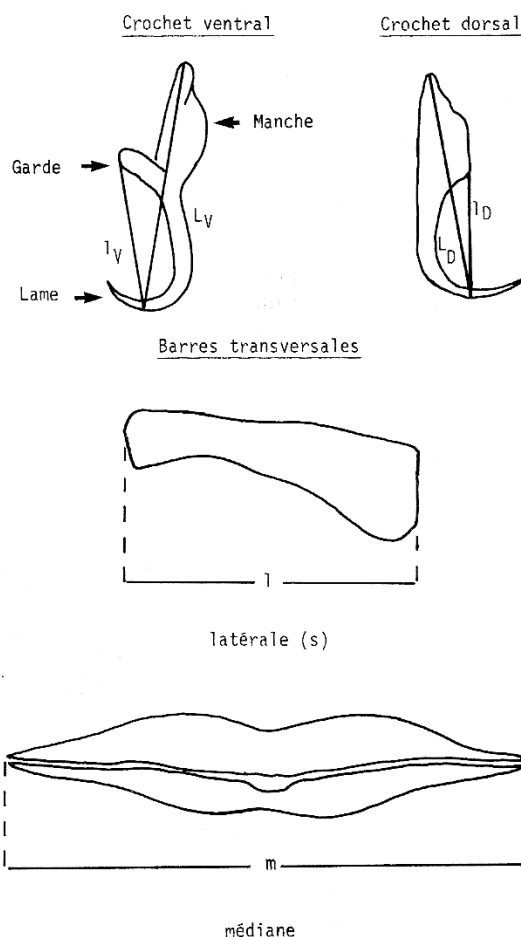 Crochet ventral
Crochet dorsal
Manche
Garde
L_V
l_D
l_V
L_D
Lame
Barres transversales
l
latérale (s)
m
médiane